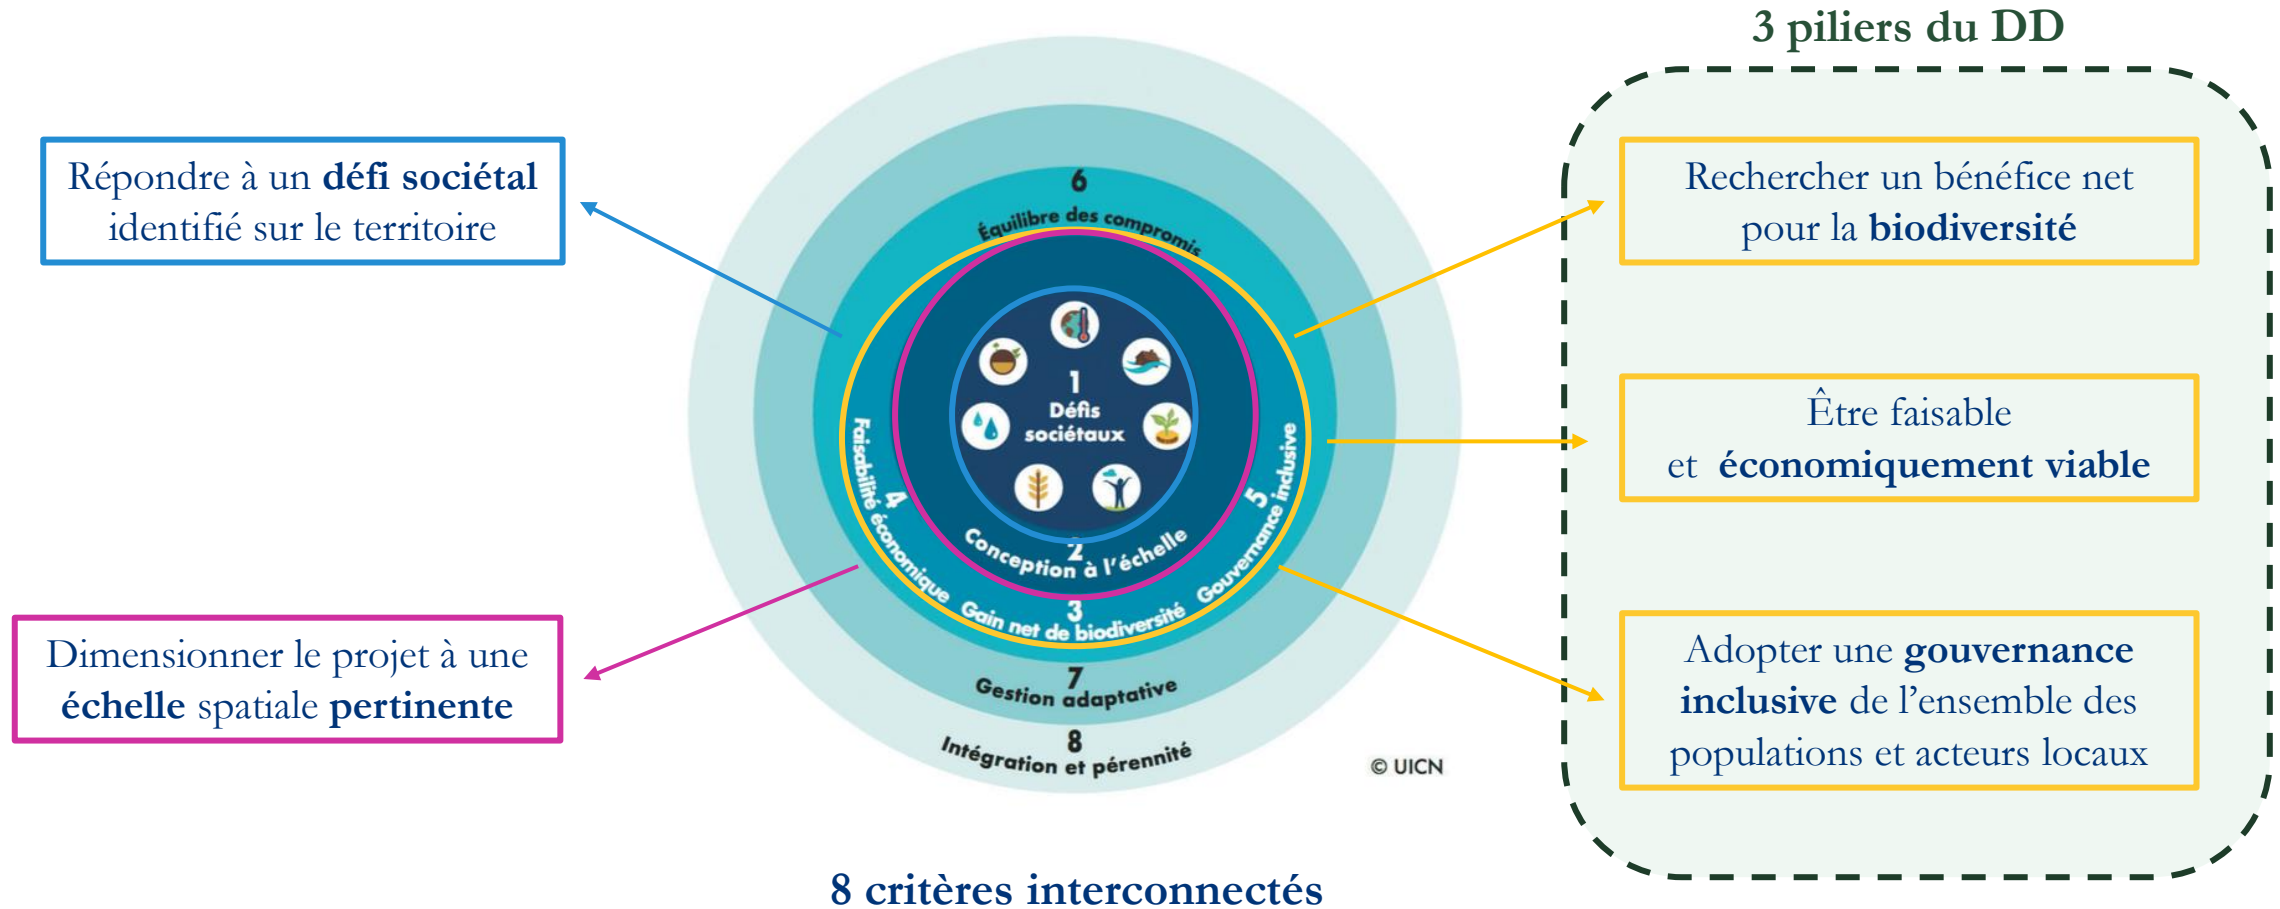 3 piliers du DD
Répondre à un défi sociétal
identifié sur le territoire
Dimensionner le projet à une
échelle spatiale pertinente
6
Équilibre des compromis
1
Défis
sociétaux
2
Conception à l'échelle
4
Faisabilité économique
3
Gain net de biodiversité
5
Gouvernance inclusive
7
Gestion adaptative
8
Intégration et pérennité
© UICN
Rechercher un bénéfice net
pour la biodiversité
Être faisable
et économiquement viable
Adopter une gouvernance
inclusive de l'ensemble des
populations et acteurs locaux
8 critères interconnectés